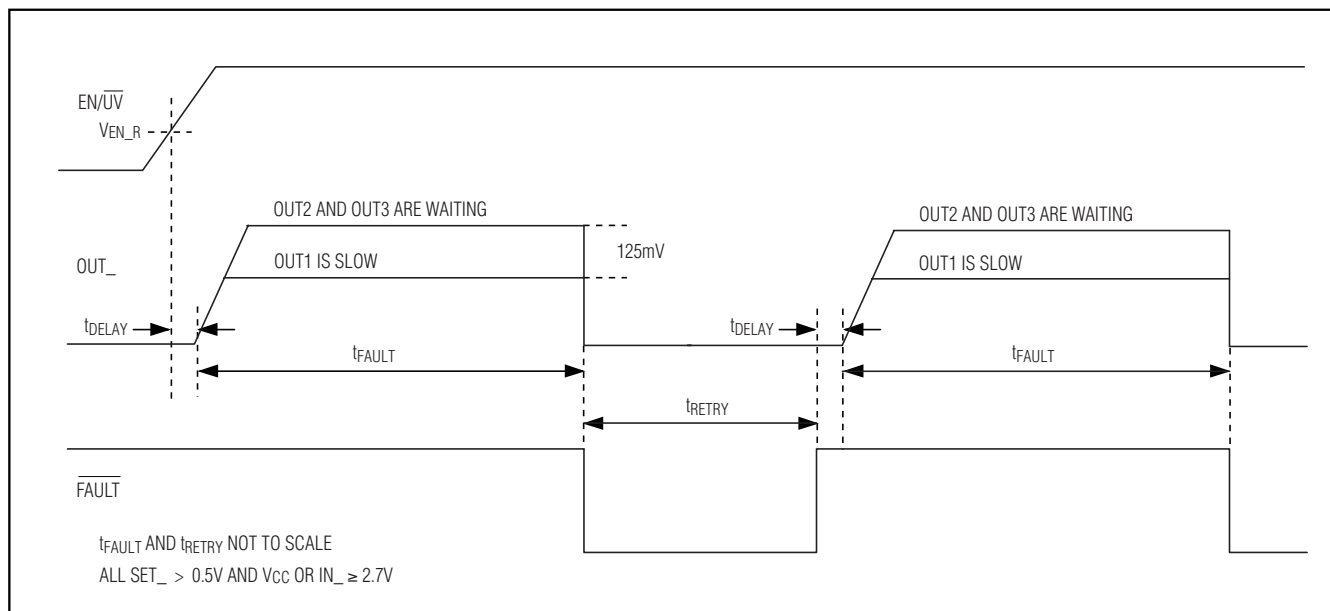 EN/UV
VEN_R
OUT2 AND OUT3 ARE WAITING
125mV
OUT1 IS SLOW
OUT_
tDELAY
tFAULT
tRETRY
tDELAY
OUT2 AND OUT3 ARE WAITING
OUT1 IS SLOW
tFAULT
FAULT
tFAULT AND tRETRY NOT TO SCALE
ALL SET_ > 0.5V AND VCC OR IN_ ≥ 2.7V